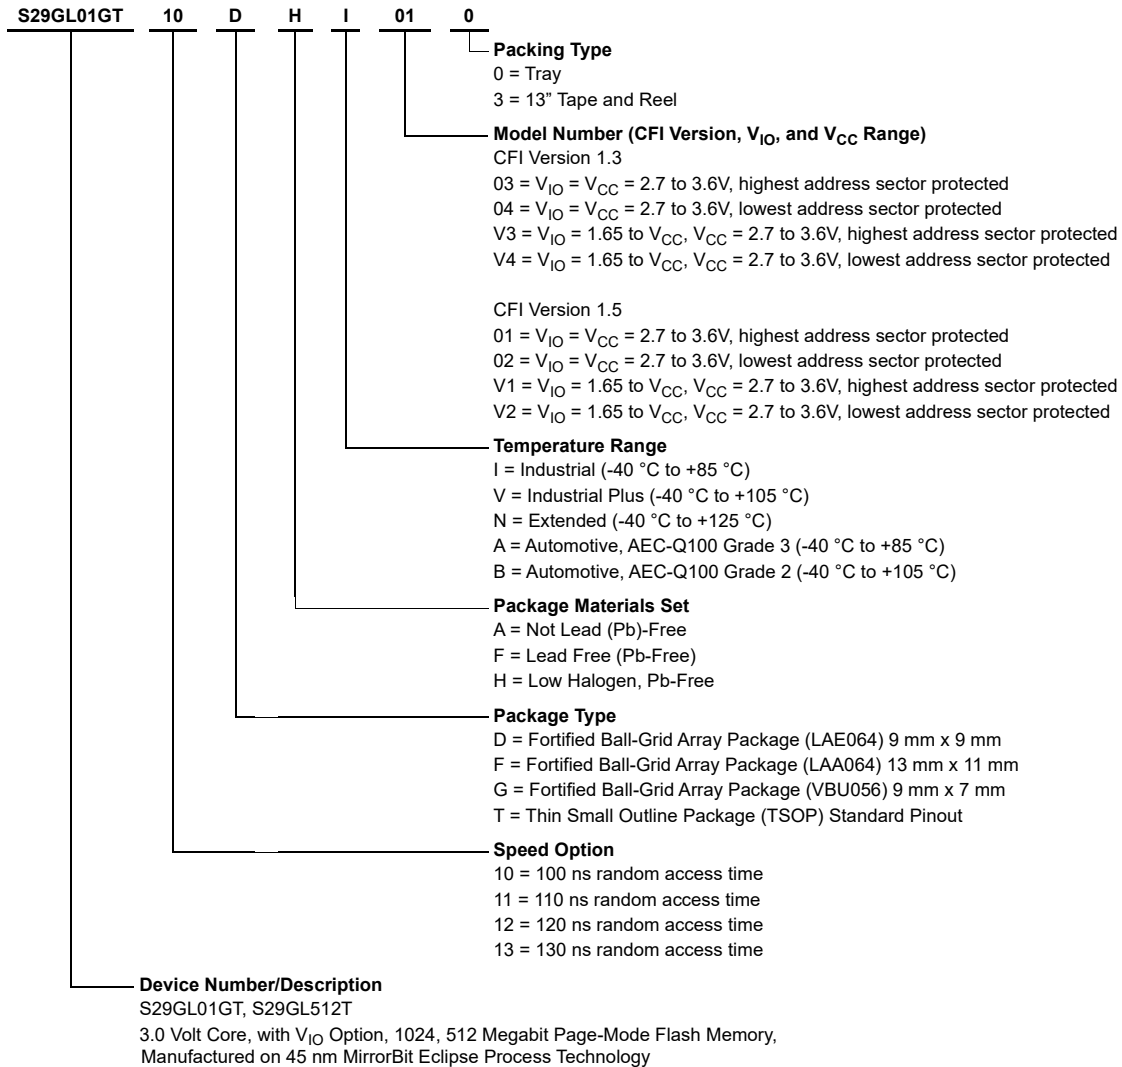 S29GL01GT 10 D H I 01 0
Packing Type
0 = Tray
3 = 13” Tape and Reel
Model Number (CFI Version, VIO, and VCC Range)
CFI Version 1.3
03 = VIO = VCC = 2.7 to 3.6V, highest address sector protected
04 = VIO = VCC = 2.7 to 3.6V, lowest address sector protected
V3 = VIO = 1.65 to VCC, VCC = 2.7 to 3.6V, highest address sector protected
V4 = VIO = 1.65 to VCC, VCC = 2.7 to 3.6V, lowest address sector protected
CFI Version 1.5
01 = VIO = VCC = 2.7 to 3.6V, highest address sector protected
02 = VIO = VCC = 2.7 to 3.6V, lowest address sector protected
V1 = VIO = 1.65 to VCC, VCC = 2.7 to 3.6V, highest address sector protected
V2 = VIO = 1.65 to VCC, VCC = 2.7 to 3.6V, lowest address sector protected
Temperature Range
I = Industrial (-40 °C to +85 °C)
V = Industrial Plus (-40 °C to +105 °C)
N = Extended (-40 °C to +125 °C)
A = Automotive, AEC-Q100 Grade 3 (-40 °C to +85 °C)
B = Automotive, AEC-Q100 Grade 2 (-40 °C to +105 °C)
Package Materials Set
A = Not Lead (Pb)-Free
F = Lead Free (Pb-Free)
H = Low Halogen, Pb-Free
Package Type
D = Fortified Ball-Grid Array Package (LAE064) 9 mm x 9 mm
F = Fortified Ball-Grid Array Package (LAA064) 13 mm x 11 mm
G = Fortified Ball-Grid Array Package (VBU056) 9 mm x 7 mm
T = Thin Small Outline Package (TSOP) Standard Pinout
Speed Option
10 = 100 ns random access time
11 = 110 ns random access time
12 = 120 ns random access time
13 = 130 ns random access time
Device Number/Description
S29GL01GT, S29GL512T
3.0 Volt Core, with VIO Option, 1024, 512 Megabit Page-Mode Flash Memory,
Manufactured on 45 nm MirrorBit Eclipse Process Technology